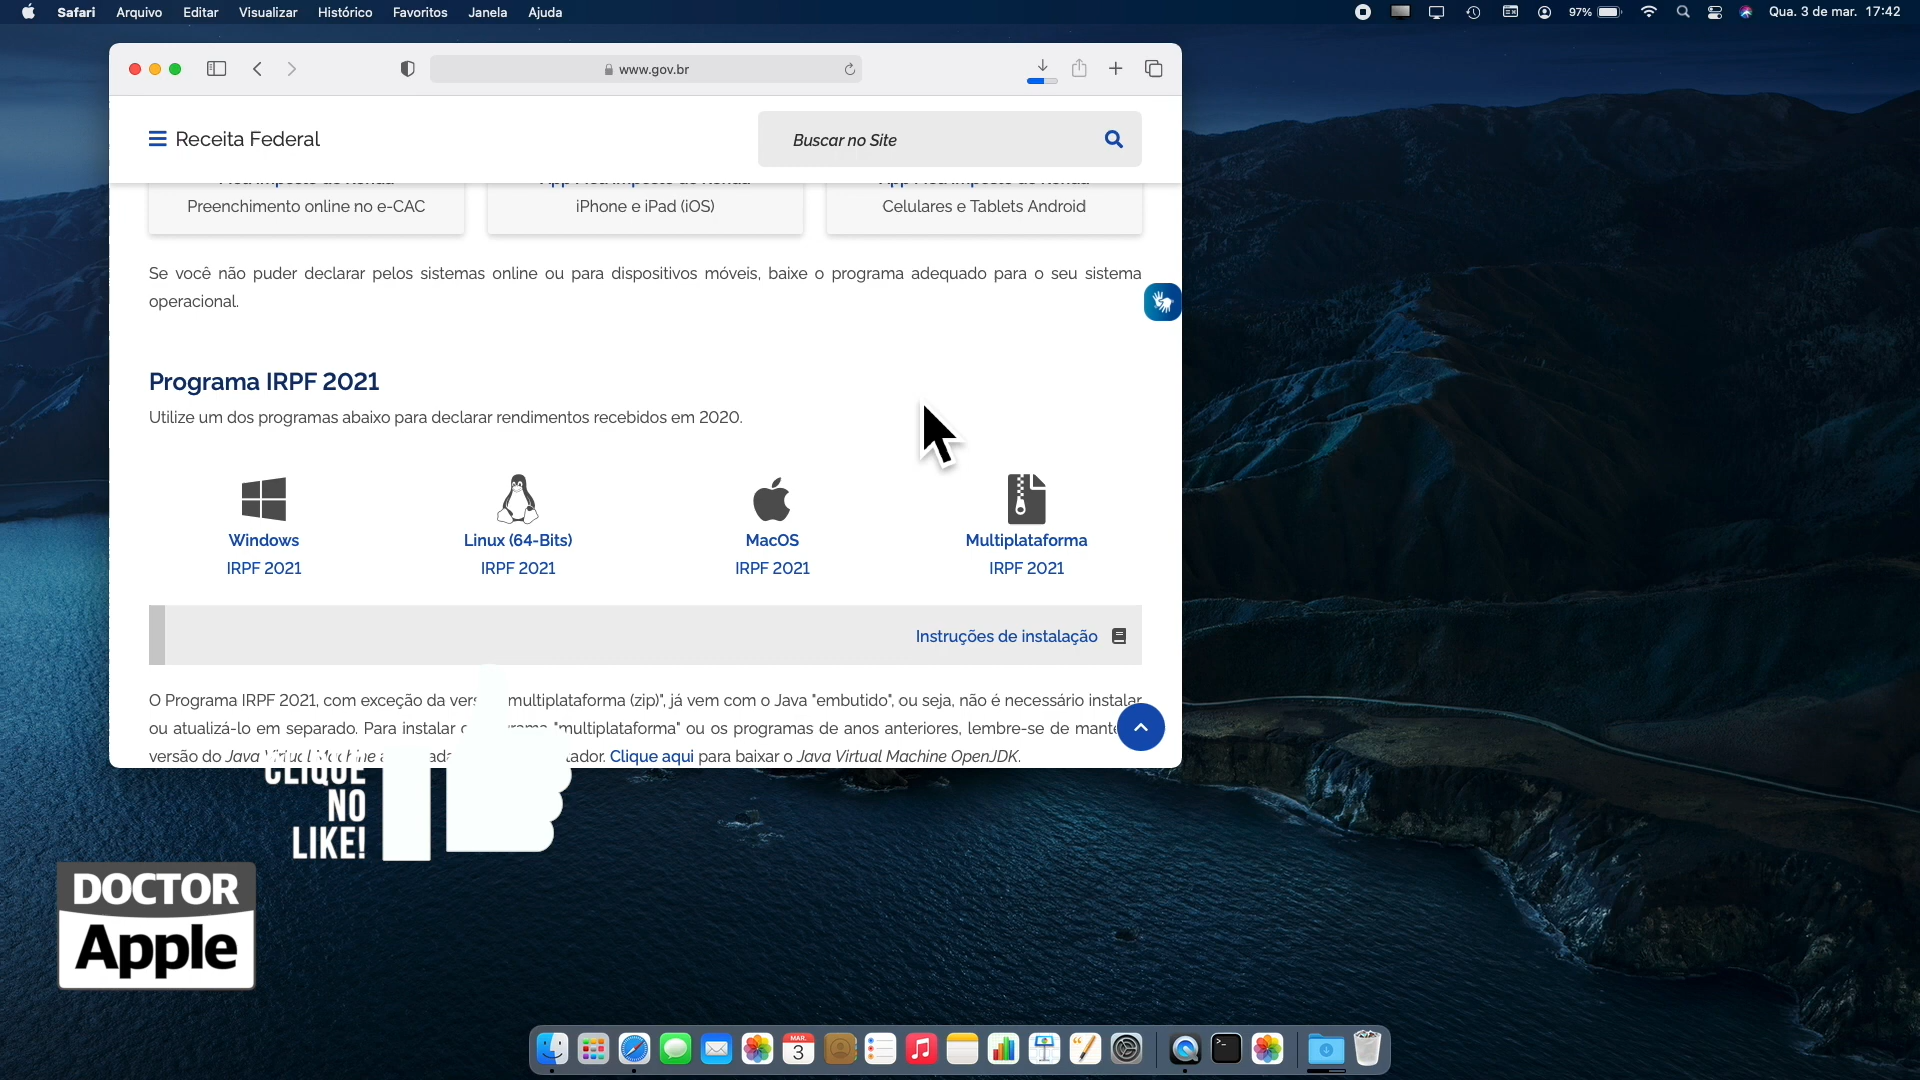 Safari Arquivo Editar Visualizar Histórico Favoritos Janela Ajuda 97% Qua. 3 de mar. 17:42
www.gov.br
Receita Federal
Buscar no Site
Preenchimento online no e-CAC
iPhone e iPad (iOS)
Celulares e Tablets Android
Se você não puder declarar pelos sistemas online ou para dispositivos móveis, baixe o programa adequado para o seu sistema
operacional.
Programa IRPF 2021
Utilize um dos programas abaixo para declarar rendimentos recebidos em 2020.
Windows
IRPF 2021
Linux (64-Bits)
IRPF 2021
MacOS
IRPF 2021
Multiplataforma
IRPF 2021
Instruções de instalação
O Programa IRPF 2021, com exceção da multiplataforma (zip)", já vem com o Java "embutido", ou seja, não é necessário instalar
ou atualizá-lo em separado. Para instalar "multiplataforma" ou os programas de anos anteriores, lembre-se de
versão do Java Clique aqui para baixar o Java Virtual Machine OpenJDK.
CLIQUE
NO
LIKE!
DOCTOR
Apple
MAR.
3